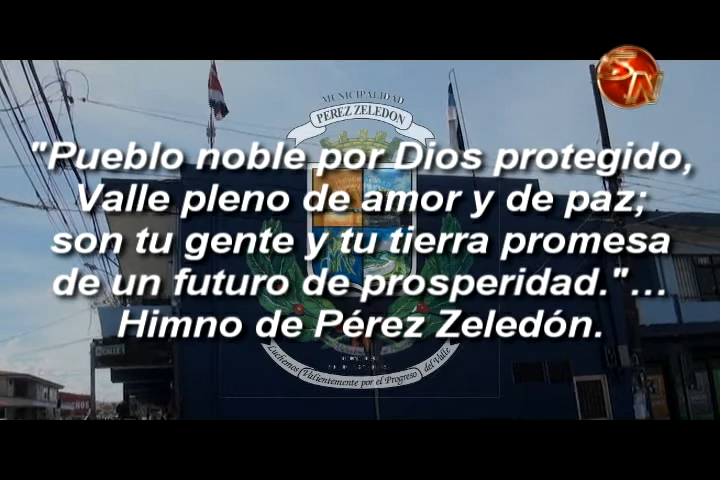 SN
MUNICIPALIDAD
PEREZ ZELEDON
"Pueblo noble por Dios protegido,
Valle pleno de amor y de paz;
son tu gente y tu tierra promesa
de un futuro de prosperidad."...
Himno de Pérez Zeledón.
Luchemos Valientemente por el Progreso del Valle